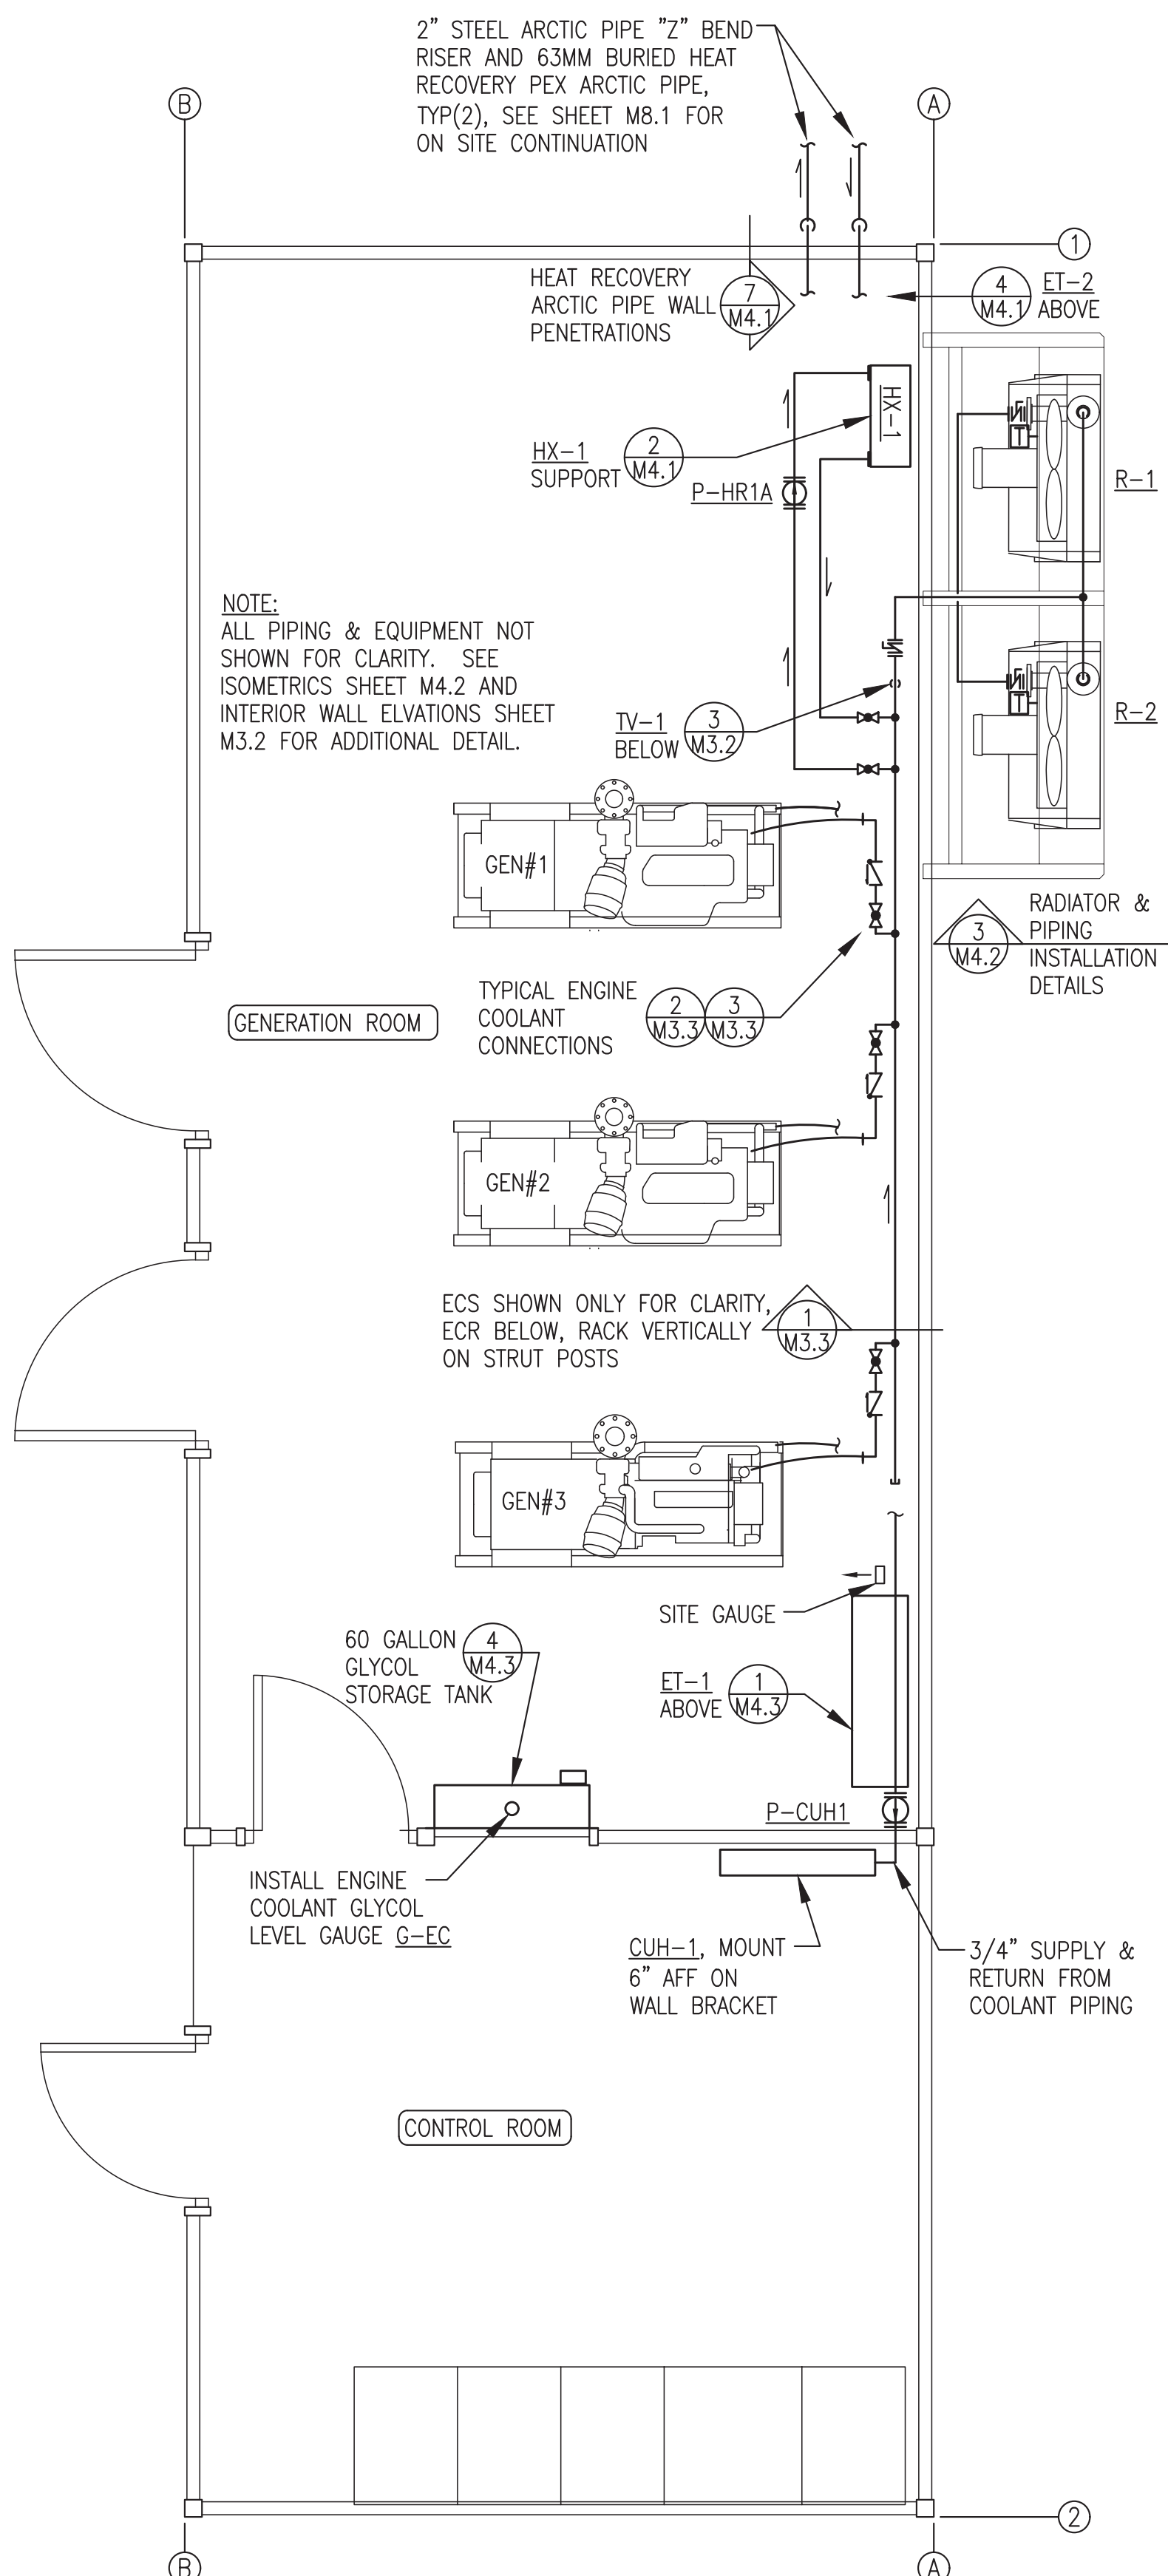 2” STEEL ARCTIC PIPE ”Z” BEND
RISER AND 63MM BURIED HEAT
RECOVERY PEX ARCTIC PIPE,
TYP(2), SEE SHEET M8.1 FOR
ON SITE CONTINUATION
B
A
1
HEAT RECOVERY
ARCTIC PIPE WALL
PENETRATIONS
7
M4.1
4
M4.1
ET-2
ABOVE
HX-1
HX-1
SUPPORT
2
M4.1
P-HR1A
T
R-1
NOTE:
ALL PIPING & EQUIPMENT NOT
SHOWN FOR CLARITY. SEE
ISOMETRICS SHEET M4.2 AND
INTERIOR WALL ELVATIONS SHEET
M3.2 FOR ADDITIONAL DETAIL.
TV-1
BELOW
3
M3.2
T
R-2
GEN#1
RADIATOR &
PIPING
INSTALLATION
DETAILS
3
M4.2
TYPICAL ENGINE
COOLANT
CONNECTIONS
2
M3.3
3
M3.3
GENERATION ROOM
GEN#2
ECS SHOWN ONLY FOR CLARITY,
ECR BELOW, RACK VERTICALLY
ON STRUT POSTS
1
M3.3
GEN#3
SITE GAUGE
60 GALLON
GLYCOL
STORAGE TANK
4
M4.3
ET-1
ABOVE
1
M4.3
P-CUH1
INSTALL ENGINE
COOLANT GLYCOL
LEVEL GAUGE G-EC
CUH-1, MOUNT
6” AFF ON
WALL BRACKET
3/4” SUPPLY &
RETURN FROM
COOLANT PIPING
CONTROL ROOM
2
B
A